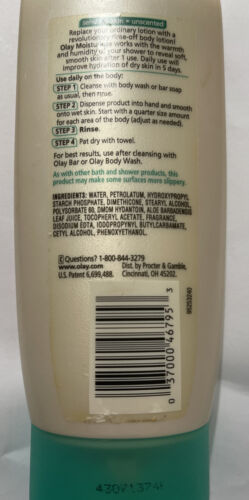 sensitive skin • unscented
Replace your ordinary lotion with a
revolutionary rinse-off body lotion!
Olay Moisturizer works with the warmth
and humidity of your shower to reveal soft,
smooth skin after 1 use. Daily use will
improve hydration of dry skin in 5 days.
Use daily on the body:
STEP 1 Cleanse with body wash or bar soap
as usual, then rinse.
STEP 2 Dispense product into hand and smooth
onto wet skin. Start with a quarter size amount
for each area of the body (adjust as needed).
STEP 3 Rinse.
STEP 4 Pat dry with towel.
For best results, use after cleansing with
Olay Bar or Olay Body Wash.
As with other bath and shower products, this
product may make some surfaces more slippery.
INGREDIENTS: WATER, PETROLATUM, HYDROXYPROPYL
STARCH PHOSPHATE, DIMETHICONE, STEARYL ALCOHOL,
POLYSORBATE 60, DMDM HYDANTOIN, ALOE BARBADENSIS
LEAF JUICE, TOCOPHERYL ACETATE, FRAGRANCE,
DISODIUM EDTA, IODOPROPYNYL BUTYLCARBAMATE,
CETYL ALCOHOL, PHENOXYETHANOL.
Questions? 1-800-844-3279
www.olay.com Dist. by Procter & Gamble,
U.S. Patent 6,699,488. Cincinnati, OH 45202.
95253240
0 37000 46795 3